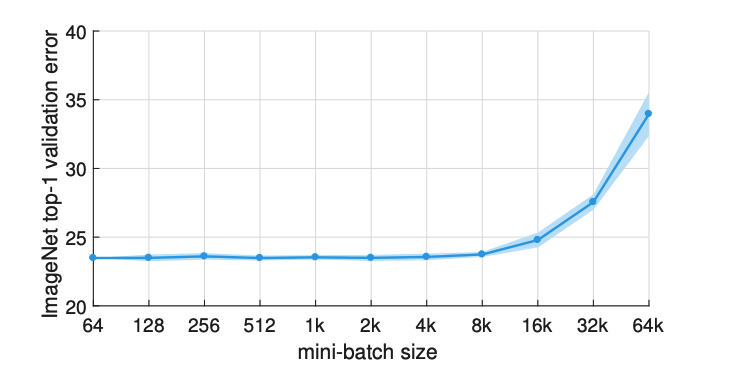 ImageNet top-1 validation error
40
35
30
25
20
64 128 256 512 1k 2k 4k 8k 16k 32k 64k
mini-batch size